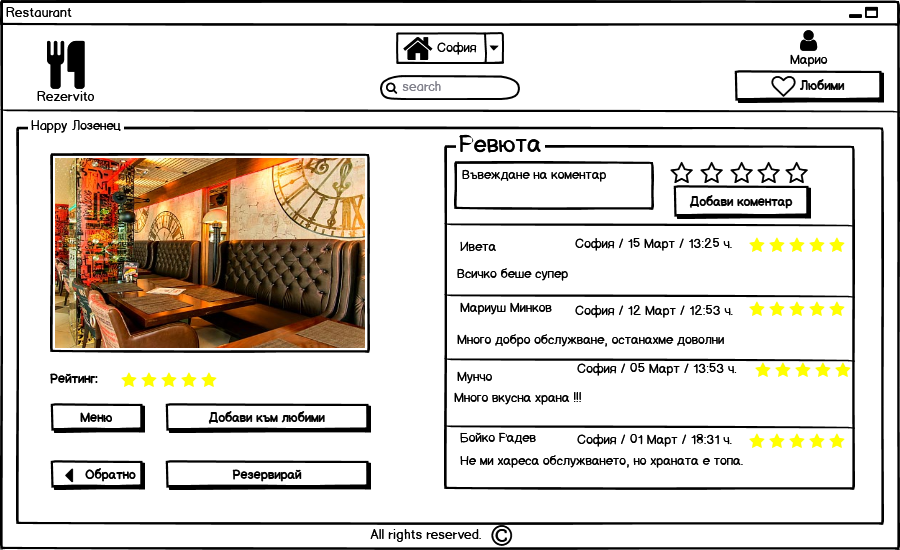 Restaurant
София
Марио
search
Любими
Rezervito
Happy Лозенец
Ревюта
Въвеждане на коментар
Добави коментар
Ивета
София / 15 Март / 13:25 ч.
Всичко беше супер
Мариуш Минков
София / 12 Март / 12:53 ч.
Много добро обслужване, останахме доволни
Мунчо
София / 05 Март / 13:53 ч.
Много вкусна храна !!!
Бойко Радев
София / 01 Март / 18:31 ч.
Не ми хареса обслужването, но храната е топа.
Рейтинг:
Меню
Добави към любими
Обратно
Резервирай
All rights reserved. ©